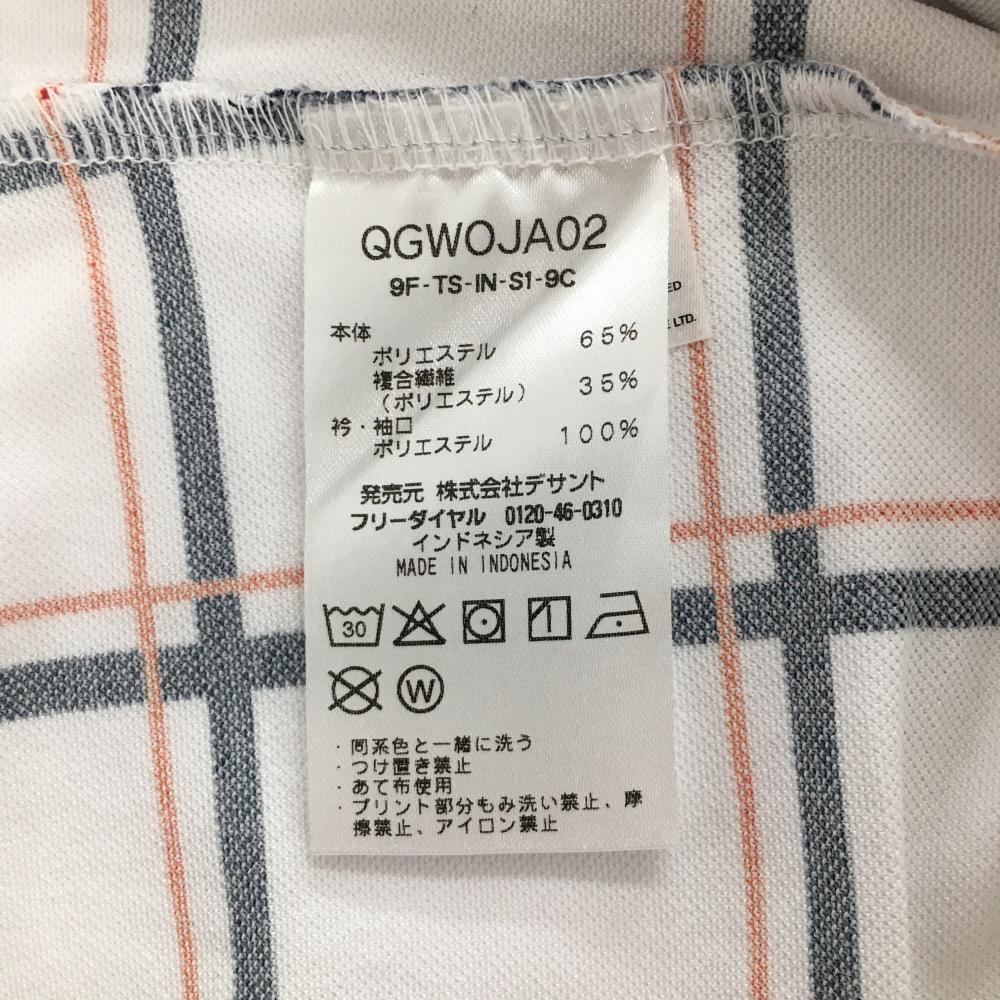 QGWOJA02
9F-TS-IN-S1-9C
本体
ポリエステル 65%
複合繊維
(ポリエステル) 35%
衿・袖口
ポリエステル 100%
発売元 株式会社デサント
フリーダイヤル 0120-46-0310
インドネシア製
MADE IN INDONESIA
30
W
・同系色と一緒に洗う
・つけ置き禁止
・あて布使用
・プリント部分もみ洗い禁止、摩
擦禁止、アイロン禁止
LTD.